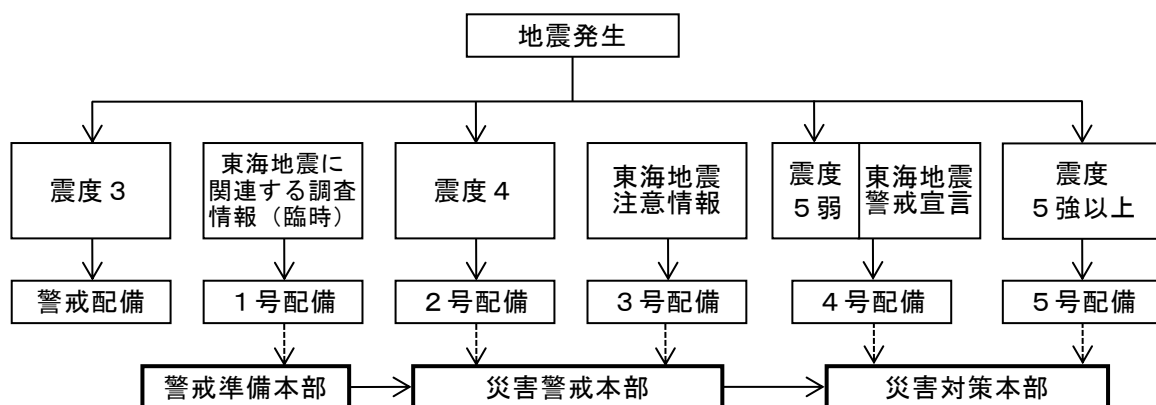 地震発生
震度３
東海地震に
関連する調査
情報（臨時）
震度４
東海地震
注意情報
震度
５弱
東海地震
警戒宣言
震度
５強以上
警戒配備
１号配備
２号配備
３号配備
４号配備
５号配備
警戒準備本部
災害警戒本部
災害対策本部